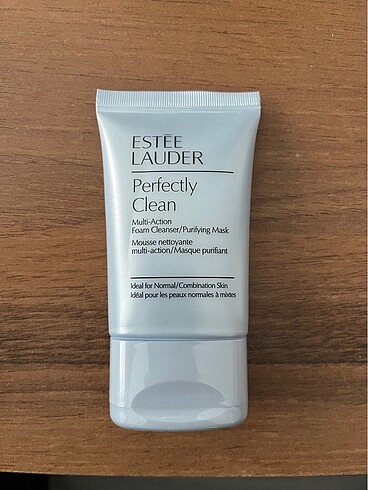 ESTĒE
LAUDER
Perfectly
Clean
Multi-Action
Foam Cleanser/Purifying Mask
Mousse nettoyante
multi-action/Masque purifiant
Ideal for Normal/Combination Skin
Idéal pour les peaux normales à mixtes